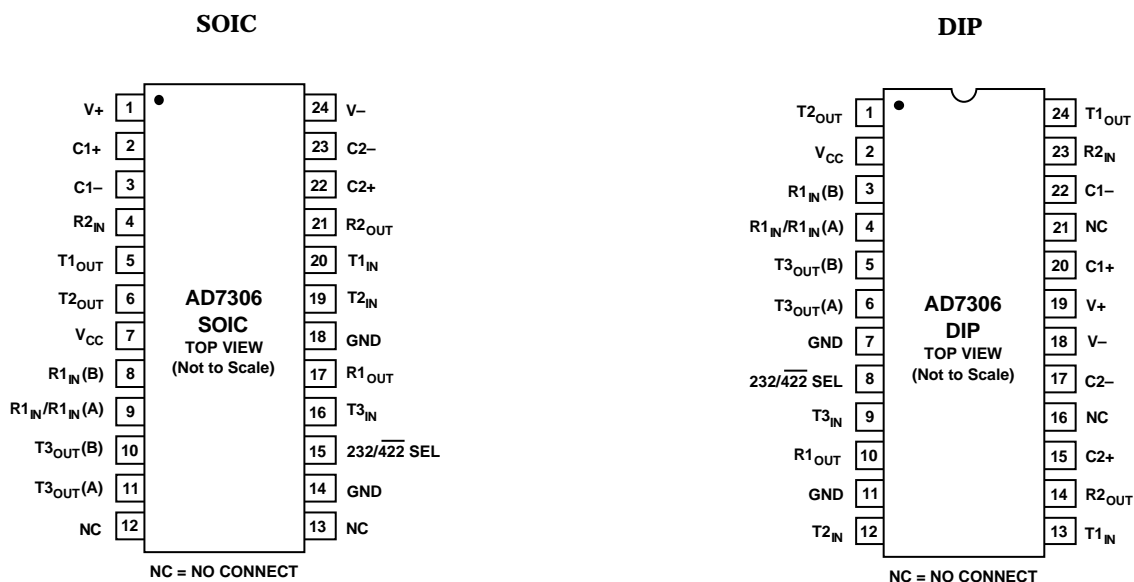 SOIC
V+ 1
C1+ 2
C1– 3
R2IN 4
T1OUT 5
T2OUT 6
VCC 7
R1IN(B) 8
R1IN/R1IN(A) 9
T3OUT(B) 10
T3OUT(A) 11
NC 12
AD7306
SOIC
TOP VIEW
(Not to Scale)
24 V–
23 C2–
22 C2+
21 R2OUT
20 T1IN
19 T2IN
18 GND
17 R1OUT
16 T3IN
15 232/4̅2̅2̅ SEL
14 GND
13 NC
NC = NO CONNECT
DIP
T2OUT 1
VCC 2
R1IN(B) 3
R1IN/R1IN(A) 4
T3OUT(B) 5
T3OUT(A) 6
GND 7
232/4̅2̅2̅ SEL 8
T3IN 9
R1OUT 10
GND 11
T2IN 12
AD7306
DIP
TOP VIEW
(Not to Scale)
24 T1OUT
23 R2IN
22 C1–
21 NC
20 C1+
19 V+
18 V–
17 C2–
16 NC
15 C2+
14 R2OUT
13 T1IN
NC = NO CONNECT